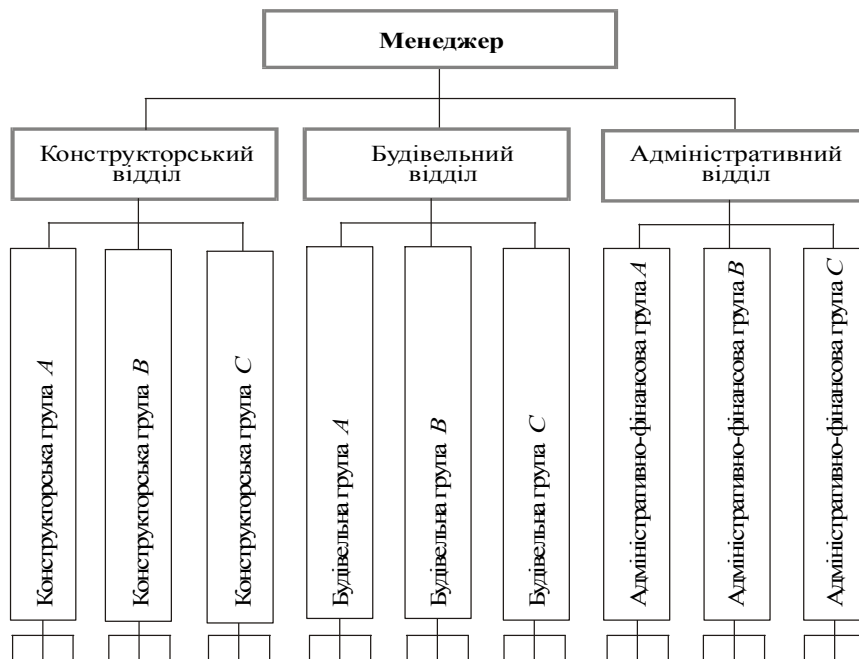 Менеджер
Конструкторський
відділ
Будівельний
відділ
Адміністративний
відділ
Конструкторська група A
Конструкторська група B
Конструкторська група C
Будівельна група A
Будівельна група B
Будівельна група C
Адміністративно-фінансова група A
Адміністративно-фінансова група B
Адміністративно-фінансова група C